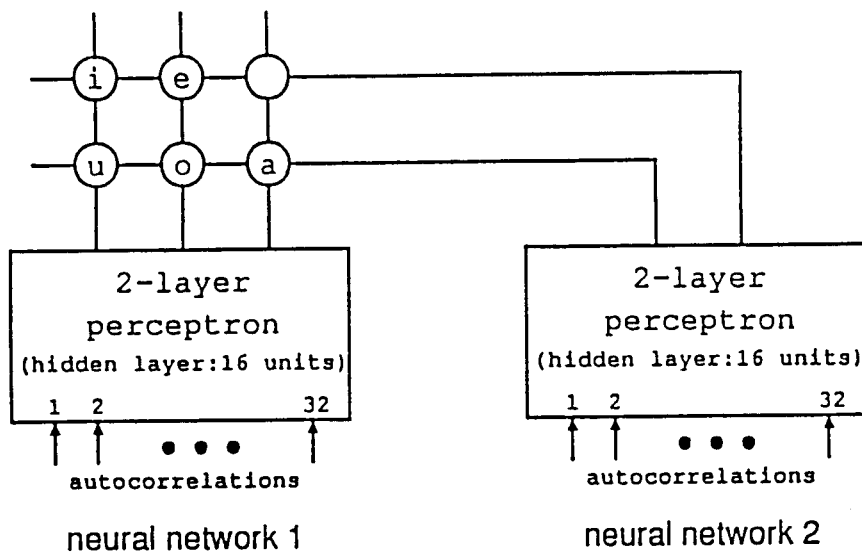 i e
u o a
2-layer
perceptron
(hidden layer:16 units)
1 2 32
autocorrelations
neural network 1
2-layer
perceptron
(hidden layer:16 units)
1 2 32
autocorrelations
neural network 2